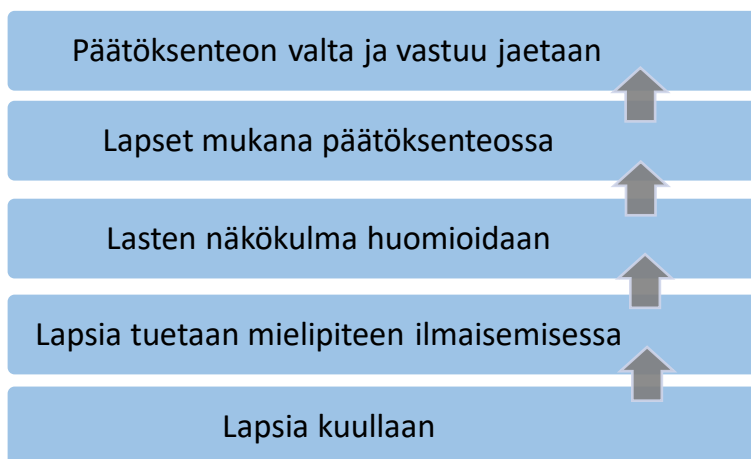 Päätöksenteon valta ja vastuu jaetaan
Lapset mukana päätöksenteossa
Lasten näkökulma huomioidaan
Lapsia tuetaan mielipiteen ilmaisemisessa
Lapsia kuullaan